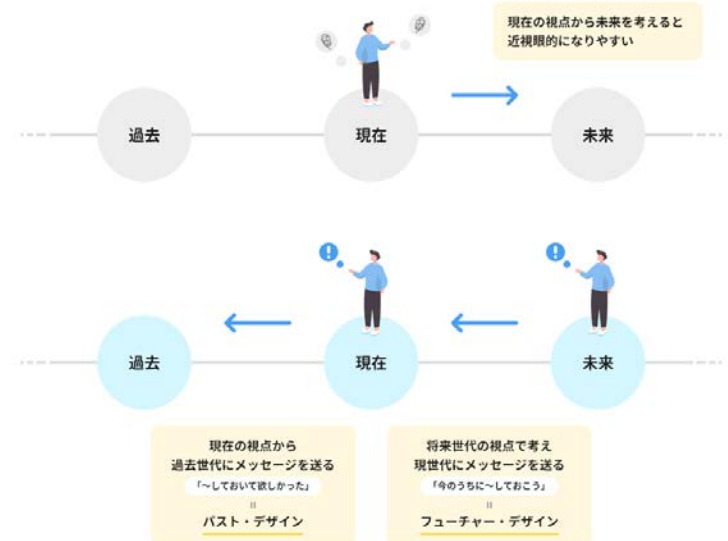 現在の視点から未来を考えると
近視眼的になりやすい
過去
現在
未来
過去
現在
未来
現在の視点から
過去世代にメッセージを送る
「〜しておいて欲しかった」
=
パスト・デザイン
将来世代の視点で考え
現世代にメッセージを送る
「今のうちに〜しておこう」
=
フューチャー・デザイン